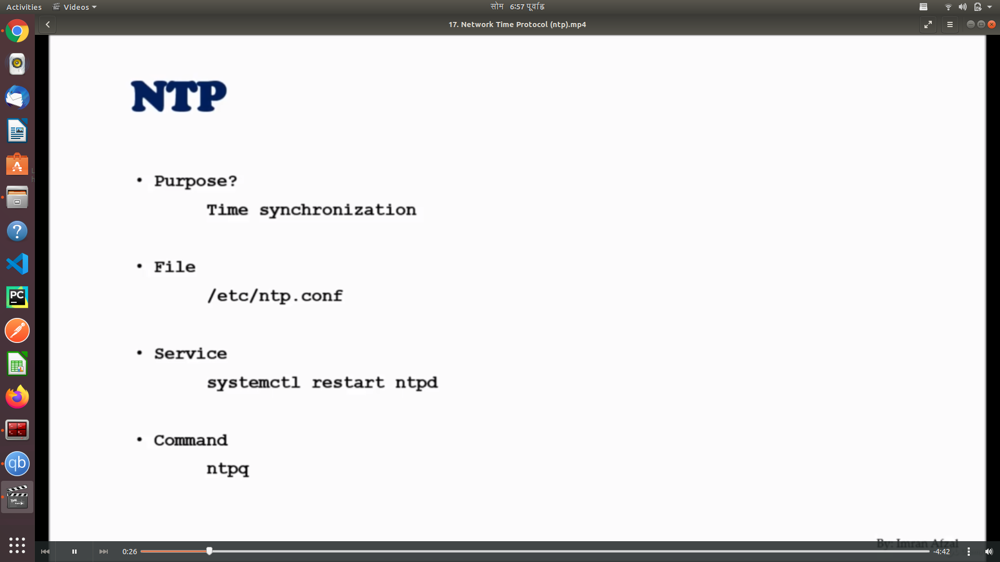 Activities
Videos
सोम 6:57 पूर्वाह्न
17. Network Time Protocol (ntp).mp4
NTP
• Purpose?
Time synchronization
• File
/etc/ntp.conf
• Service
systemctl restart ntpd
• Command
ntpq
By: Imran Afzal
0:26
-4:42